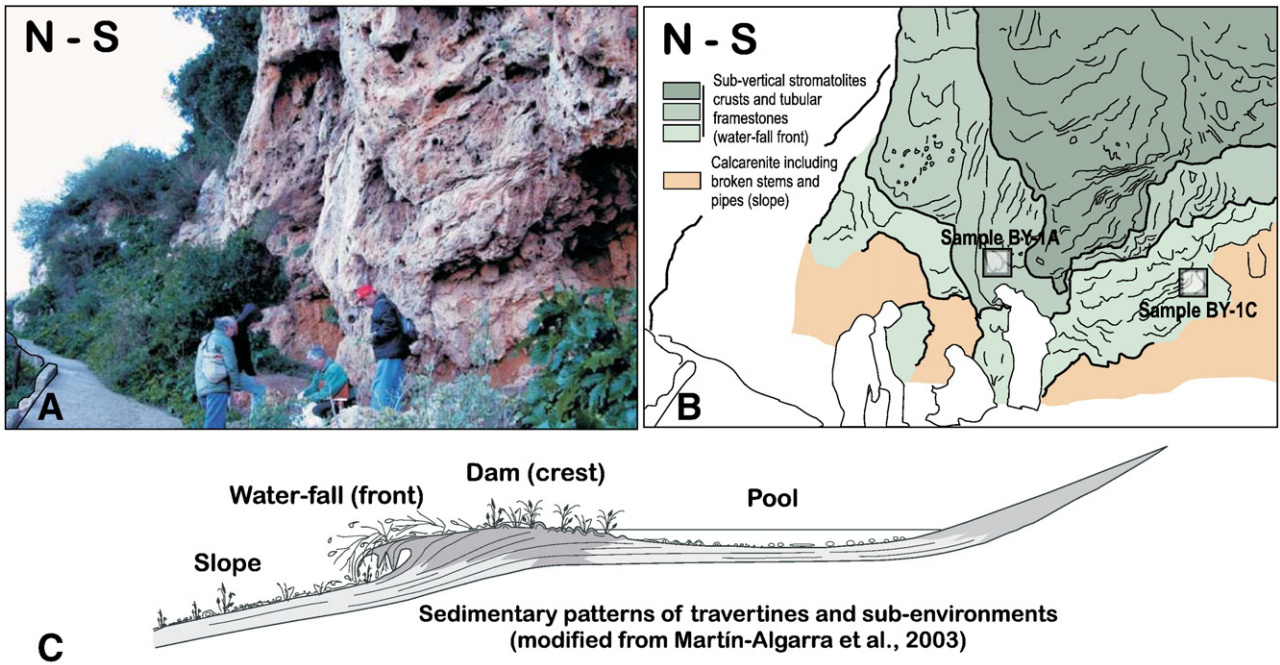 N - S
A
N - S
Sub-vertical stromatolites
crusts and tubular
framestones
(water-fall front)
Calcarenite including
broken stems and
pipes (slope)
Sample BY-1A
Sample BY-1C
B
Dam (crest)
Water-fall (front)
Pool
Slope
Sedimentary patterns of travertines and sub-environments
(modified from Martín-Algarra et al., 2003)
C